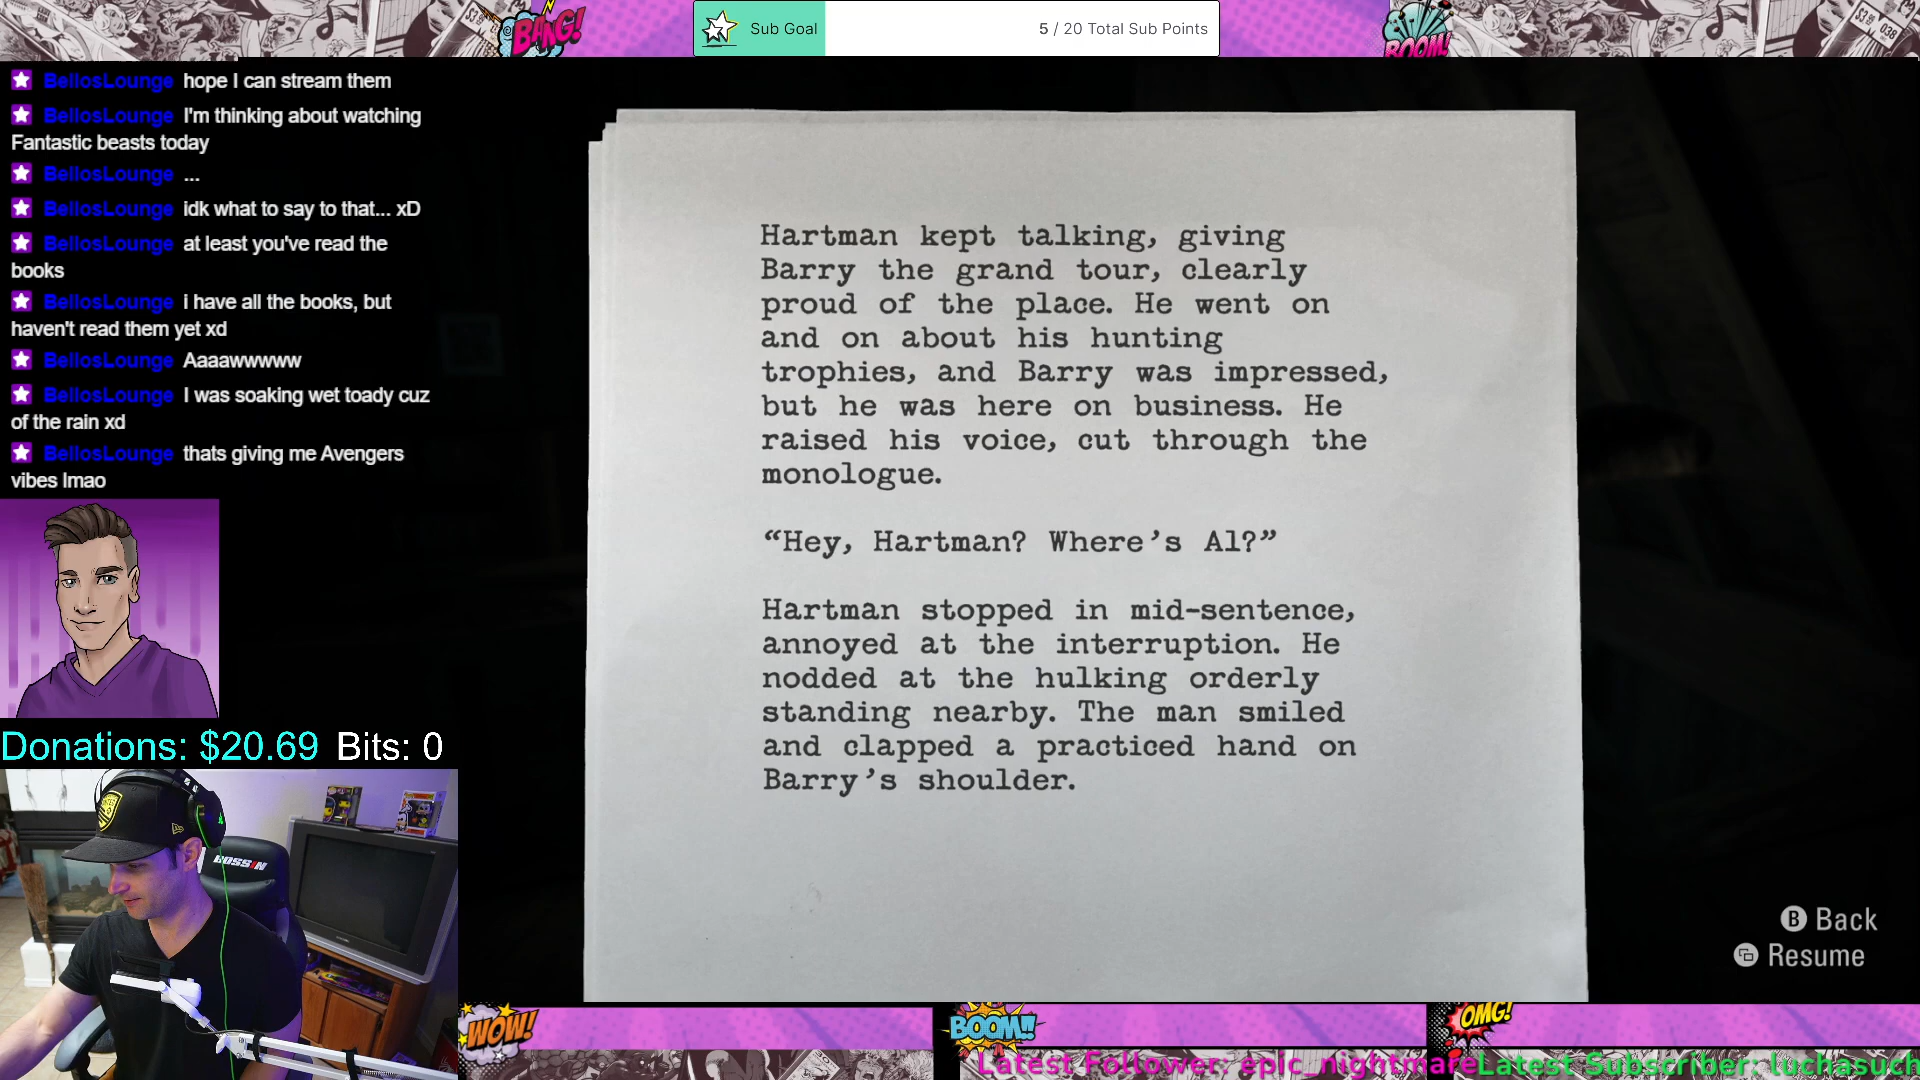 BANG!
Sub Goal
5 / 20 Total Sub Points
BOOM!
BellosLounge hope I can stream them
BellosLounge I'm thinking about watching
Fantastic beasts today
BellosLounge ...
BellosLounge idk what to say to that... xD
BellosLounge at least you've read the
books
BellosLounge i have all the books, but
haven't read them yet xd
BellosLounge Aaaawwwww
BellosLounge I was soaking wet toady cuz
of the rain xd
BellosLounge thats giving me Avengers
vibes lmao
Hartman kept talking, giving
Barry the grand tour, clearly
proud of the place. He went on
and on about his hunting
trophies, and Barry was impressed,
but he was here on business. He
raised his voice, cut through the
monologue.
“Hey, Hartman? Where’s Al?”
Hartman stopped in mid-sentence,
annoyed at the interruption. He
nodded at the hulking orderly
standing nearby. The man smiled
and clapped a practiced hand on
Barry’s shoulder.
Donations: $20.69 Bits: 0
BOSSIN
B Back
Resume
WOW!
BOOM!!
OMG!
Latest Follower: epic_nightmare
Latest Subscriber: luchasuch